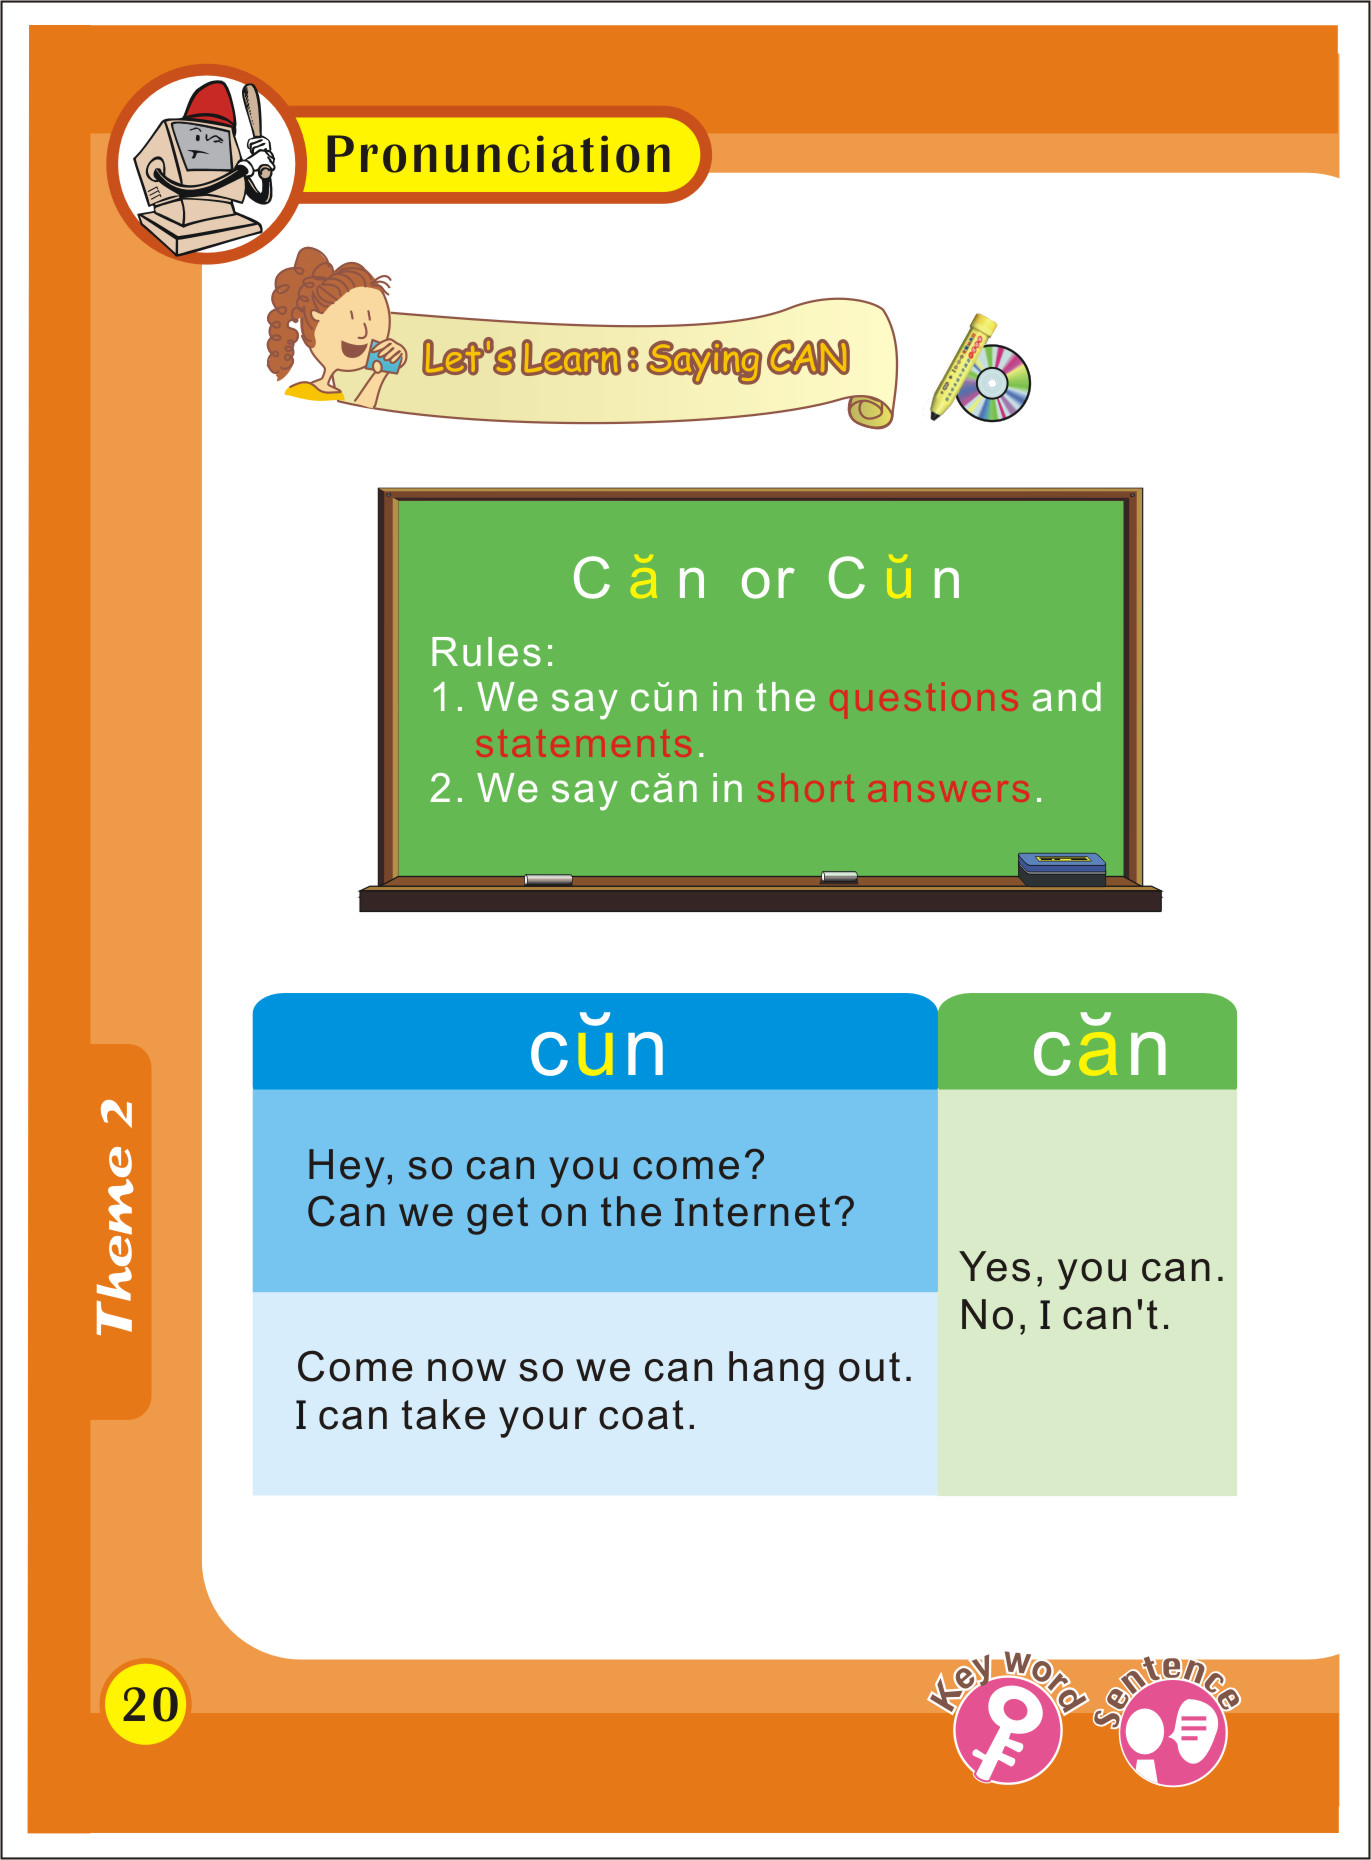 Pronunciation
Let's Learn : Saying CAN
C ă n or C ŭ n
Rules:
1. We say cŭn in the questions and
statements.
2. We say căn in short answers.
cŭn
căn
Hey, so can you come?
Can we get on the Internet?
Come now so we can hang out.
I can take your coat.
Yes, you can.
No, I can't.
Theme 2
20
Key word
Sentence